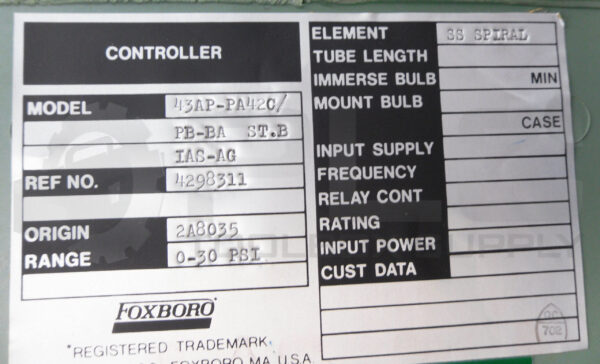 CONTROLLER
MODEL 43AP-PA42C/
PB-BA ST.B
IAS-AG
REF NO. 4298311
ORIGIN 2A8035
RANGE 0-30 PSI
FOXBORO®
*REGISTERED TRADEMARK
FOXBORO MA U.S.A.
ELEMENT SS SPIRAL
TUBE LENGTH
IMMERSE BULB MIN
MOUNT BULB
CASE
INPUT SUPPLY
FREQUENCY
RELAY CONT
RATING
INPUT POWER
CUST DATA
QC
702